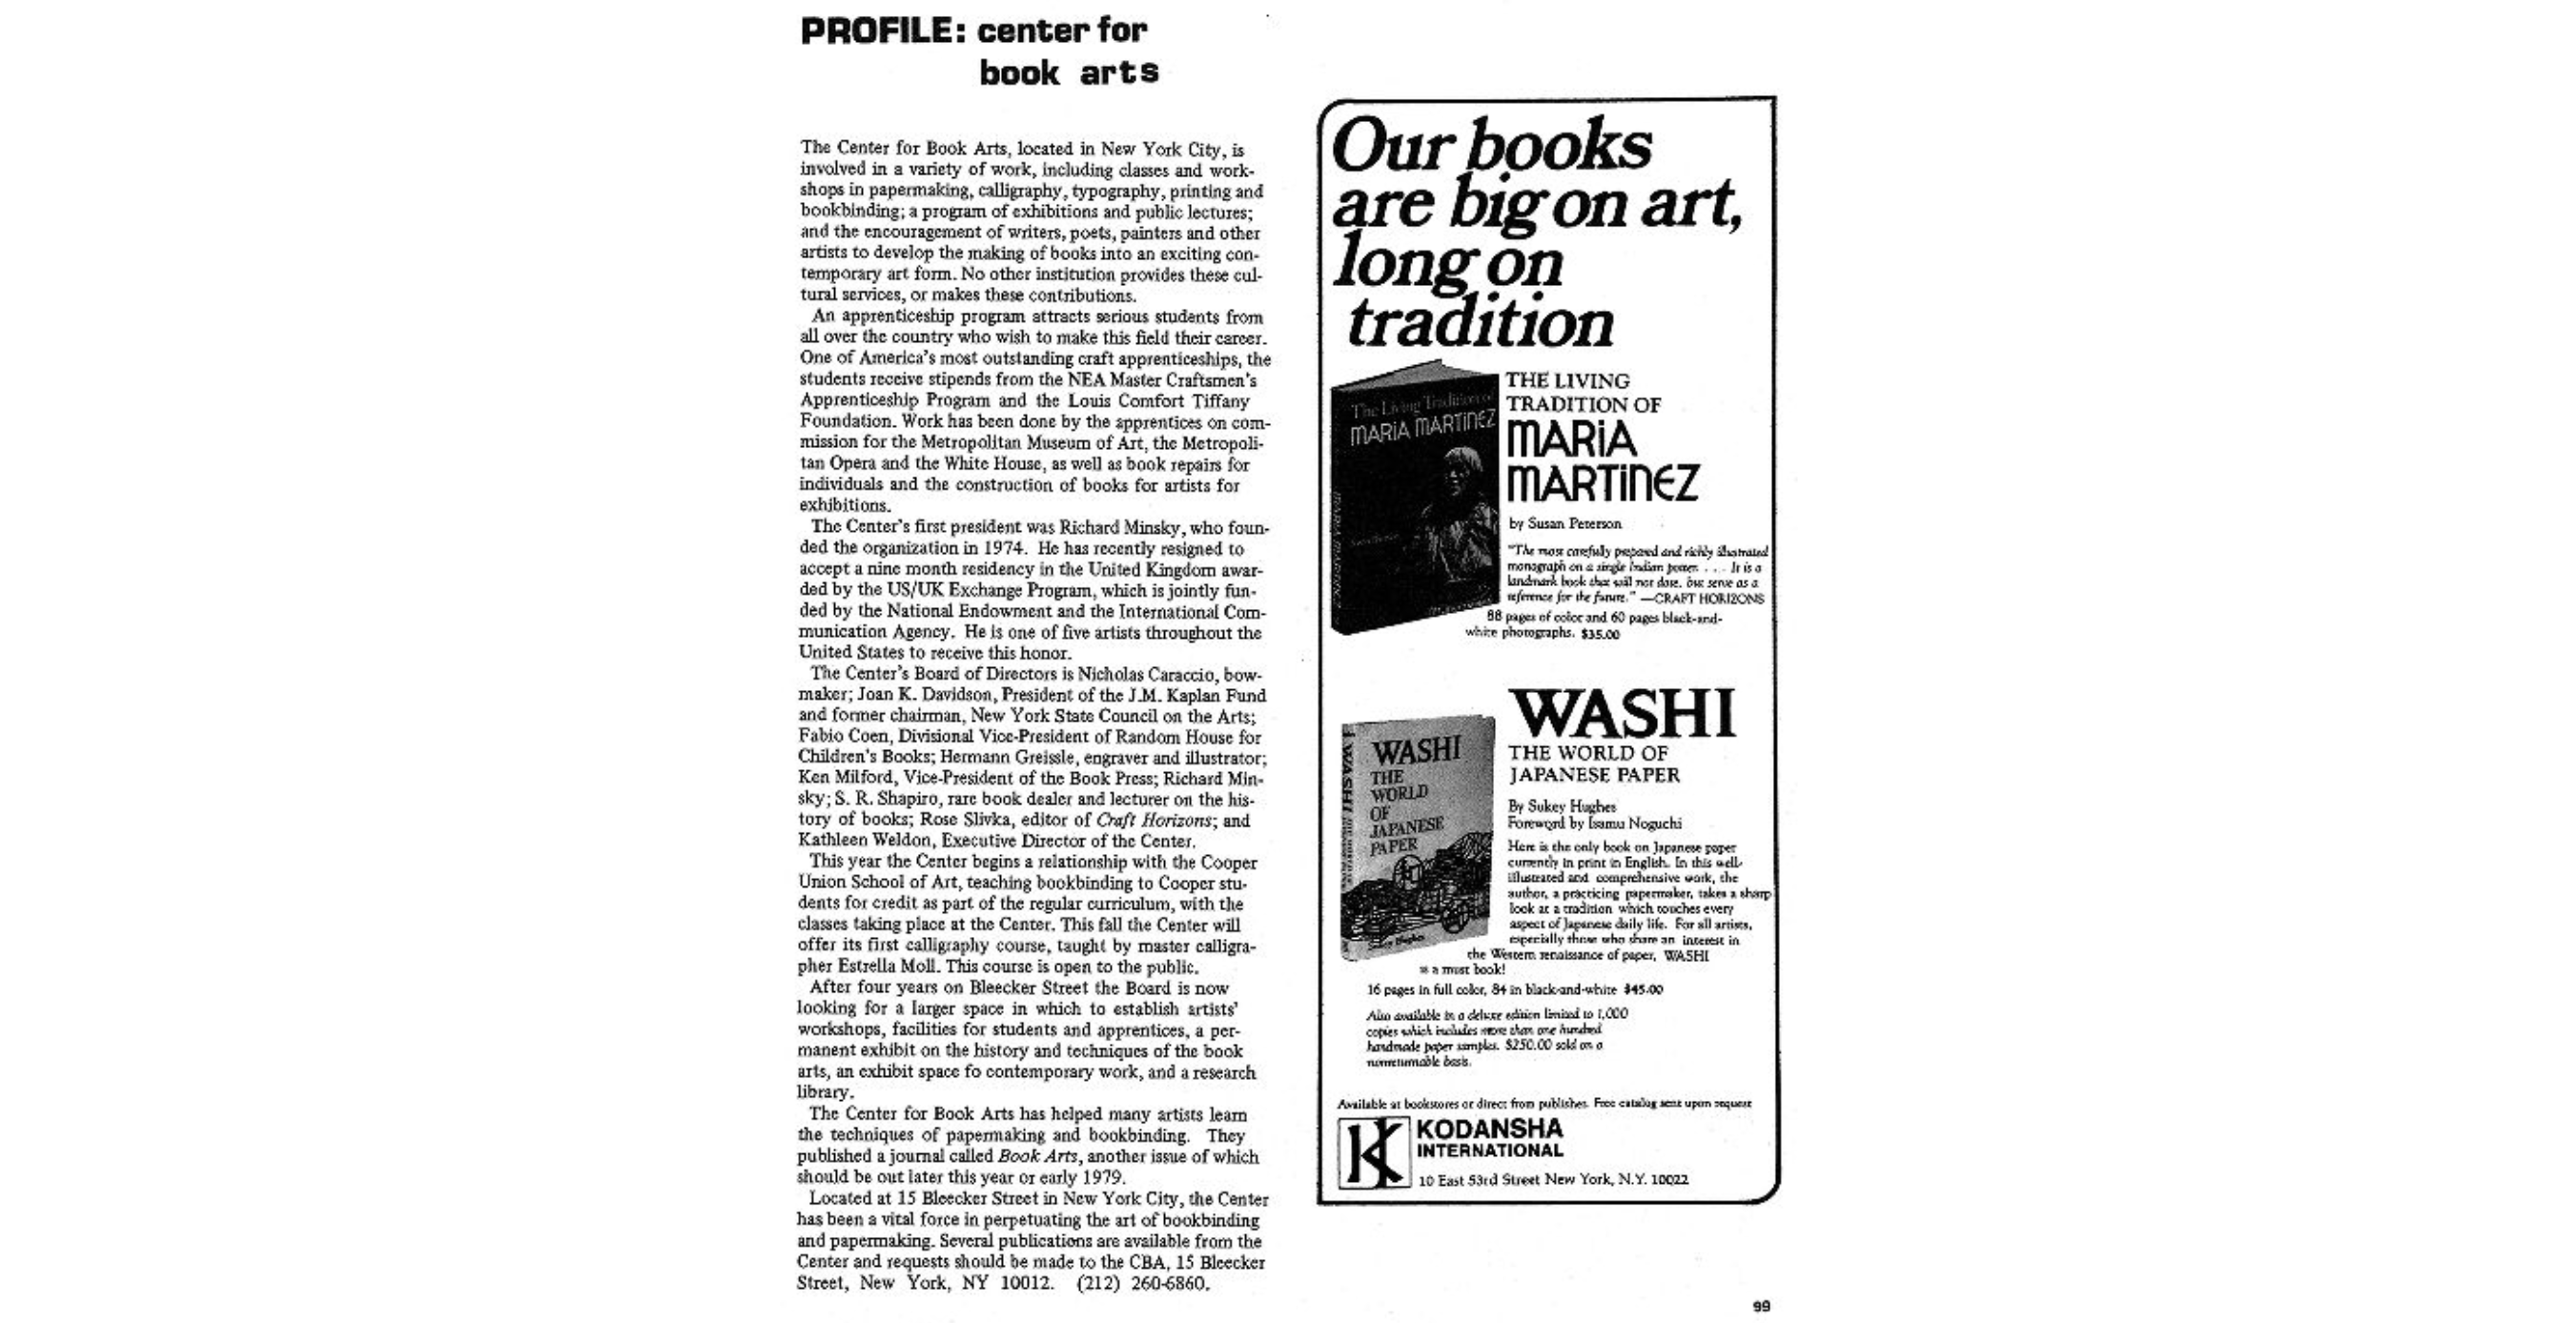 PROFILE: center for
book arts
The Center for Book Arts, located in New York City, is
involved in a variety of work, including classes and work-
shops in papermaking, calligraphy, typography, printing and
bookbinding; a program of exhibitions and public lectures;
and the encouragement of writers, poets, painters and other
artists to develop the making of books into an exciting con-
temporary art form. No other institution provides these cul-
tural services, or makes these contributions.
An apprenticeship program attracts serious students from
all over the country who wish to make this field their career.
One of America's most outstanding craft apprenticeships, the
students receive stipends from the NEA Master Craftsmen's
Apprenticeship Program and the Louis Comfort Tiffany
Foundation. Work has been done by the apprentices on com-
mission for the Metropolitan Museum of Art, the Metropoli-
tan Opera and the White House, as well as book repairs for
individuals and the construction of books for artists for
exhibitions.
The Center's first president was Richard Minsky, who foun-
ded the organization in 1974. He has recently resigned to
accept a nine month residency in the United Kingdom awar-
ded by the US/UK Exchange Program, which is jointly fun-
ded by the National Endowment and the International Com-
munication Agency. He is one of five artists throughout the
United States to receive this honor.
The Center's Board of Directors is Nicholas Caraccio, bow-
maker; Joan K. Davidson, President of the J.M. Kaplan Fund
and former chairman, New York State Council on the Arts;
Fabio Coen, Divisional Vice-President of Random House for
Children's Books; Hermann Greissle, engraver and illustrator;
Ken Milford, Vice-President of the Book Press; Richard Min-
sky; S. R. Shapiro, rare book dealer and lecturer on the his-
tory of books; Rose Slivka, editor of Craft Horizons; and
Kathleen Weldon, Executive Director of the Center.
This year the Center begins a relationship with the Cooper
Union School of Art, teaching bookbinding to Cooper stu-
dents for credit as part of the regular curriculum, with the
classes taking place at the Center. This fall the Center will
offer its first calligraphy course, taught by master calligra-
pher Estrella Moll. This course is open to the public.
After four years on Bleecker Street the Board is now
looking for a larger space in which to establish artists'
workshops, facilities for students and apprentices, a per-
manent exhibit on the history and techniques of the book
arts, an exhibit space fo contemporary work, and a research
library.
The Center for Book Arts has helped many artists learn
the techniques of papermaking and bookbinding. They
published a journal called Book Arts, another issue of which
should be out later this year or early 1979.
Located at 15 Bleecker Street in New York City, the Center
has been a vital force in perpetuating the art of bookbinding
and papermaking. Several publications are available from the
Center and requests should be made to the CBA, 15 Bleecker
Street, New York, NY 10012. (212) 260-6860.
Our books
are big on art,
long on
tradition
The Living Tradition of
MARIA MARTINEZ
THE LIVING
TRADITION OF
MARIA
MARTINEZ
by Susan Peterson
"The most carefully prepared and richly illustrated
monograph on a single Indian potter. . . . It is a
landmark book that will not date, but serve as a
reference for the future." —CRAFT HORIZONS
88 pages of color and 60 pages black-and-
white photographs. $35.00
WASHI
THE
WORLD
OF
JAPANESE
PAPER
Sukey Hughes
WASHI
WASHI
THE WORLD OF
JAPANESE PAPER
By Sukey Hughes
Foreword by Isamu Noguchi
Here is the only book on Japanese paper
currently in print in English. In this well-
illustrated and comprehensive work, the
author, a practicing papermaker, takes a sharp
look at a tradition which touches every
aspect of Japanese daily life. For all artists,
especially those who share an interest in
the Western renaissance of paper, WASHI
is a must book!
16 pages in full color, 84 in black-and-white $45.00
Also available in a deluxe edition limited to 1,000
copies which includes more than one hundred
handmade paper samples. $250.00 sold on a
nonreturnable basis.
Available at bookstores or direct from publisher. Free catalog sent upon request
KODANSHA
INTERNATIONAL
10 East 53rd Street New York, N.Y. 10022
99